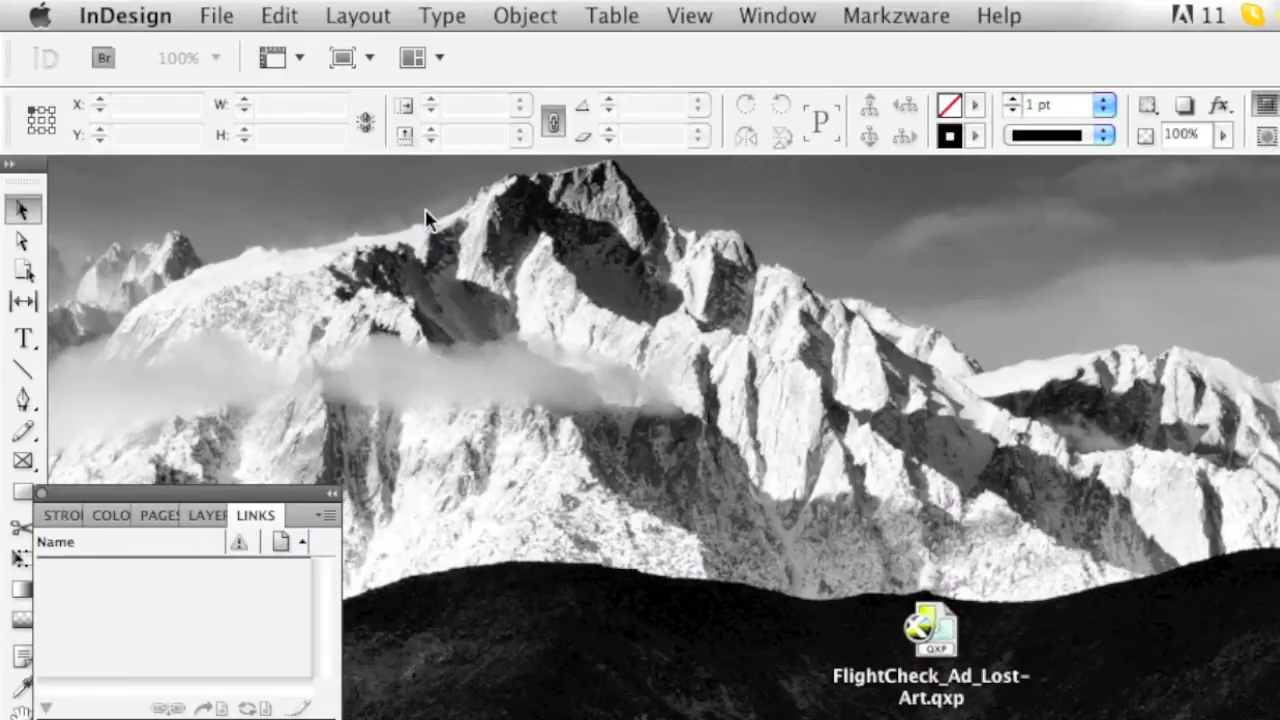 InDesign File Edit Layout Type Object Table View Window Markzware Help 11
iD Br 100%
X: W: 1 pt fx.
Y: H: P 100%
T
STRO COLO PAGES LAYER LINKS
Name
QXP
FlightCheck_Ad_Lost-
Art.qxp